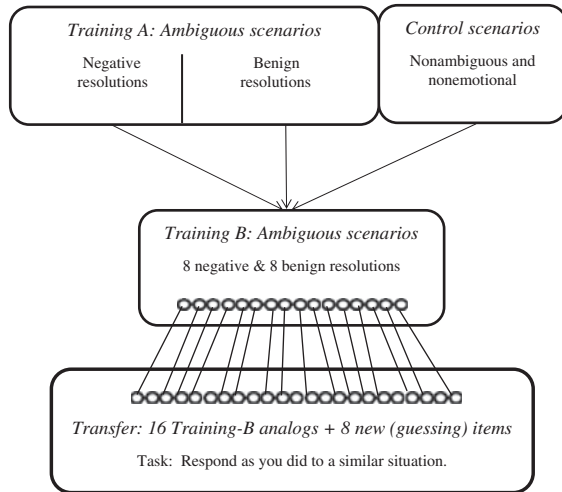 Training A: Ambiguous scenarios
Negative
resolutions
Benign
resolutions
Control scenarios
Nonambiguous and
nonemotional
Training B: Ambiguous scenarios
8 negative & 8 benign resolutions
Transfer: 16 Training-B analogs + 8 new (guessing) items
Task: Respond as you did to a similar situation.